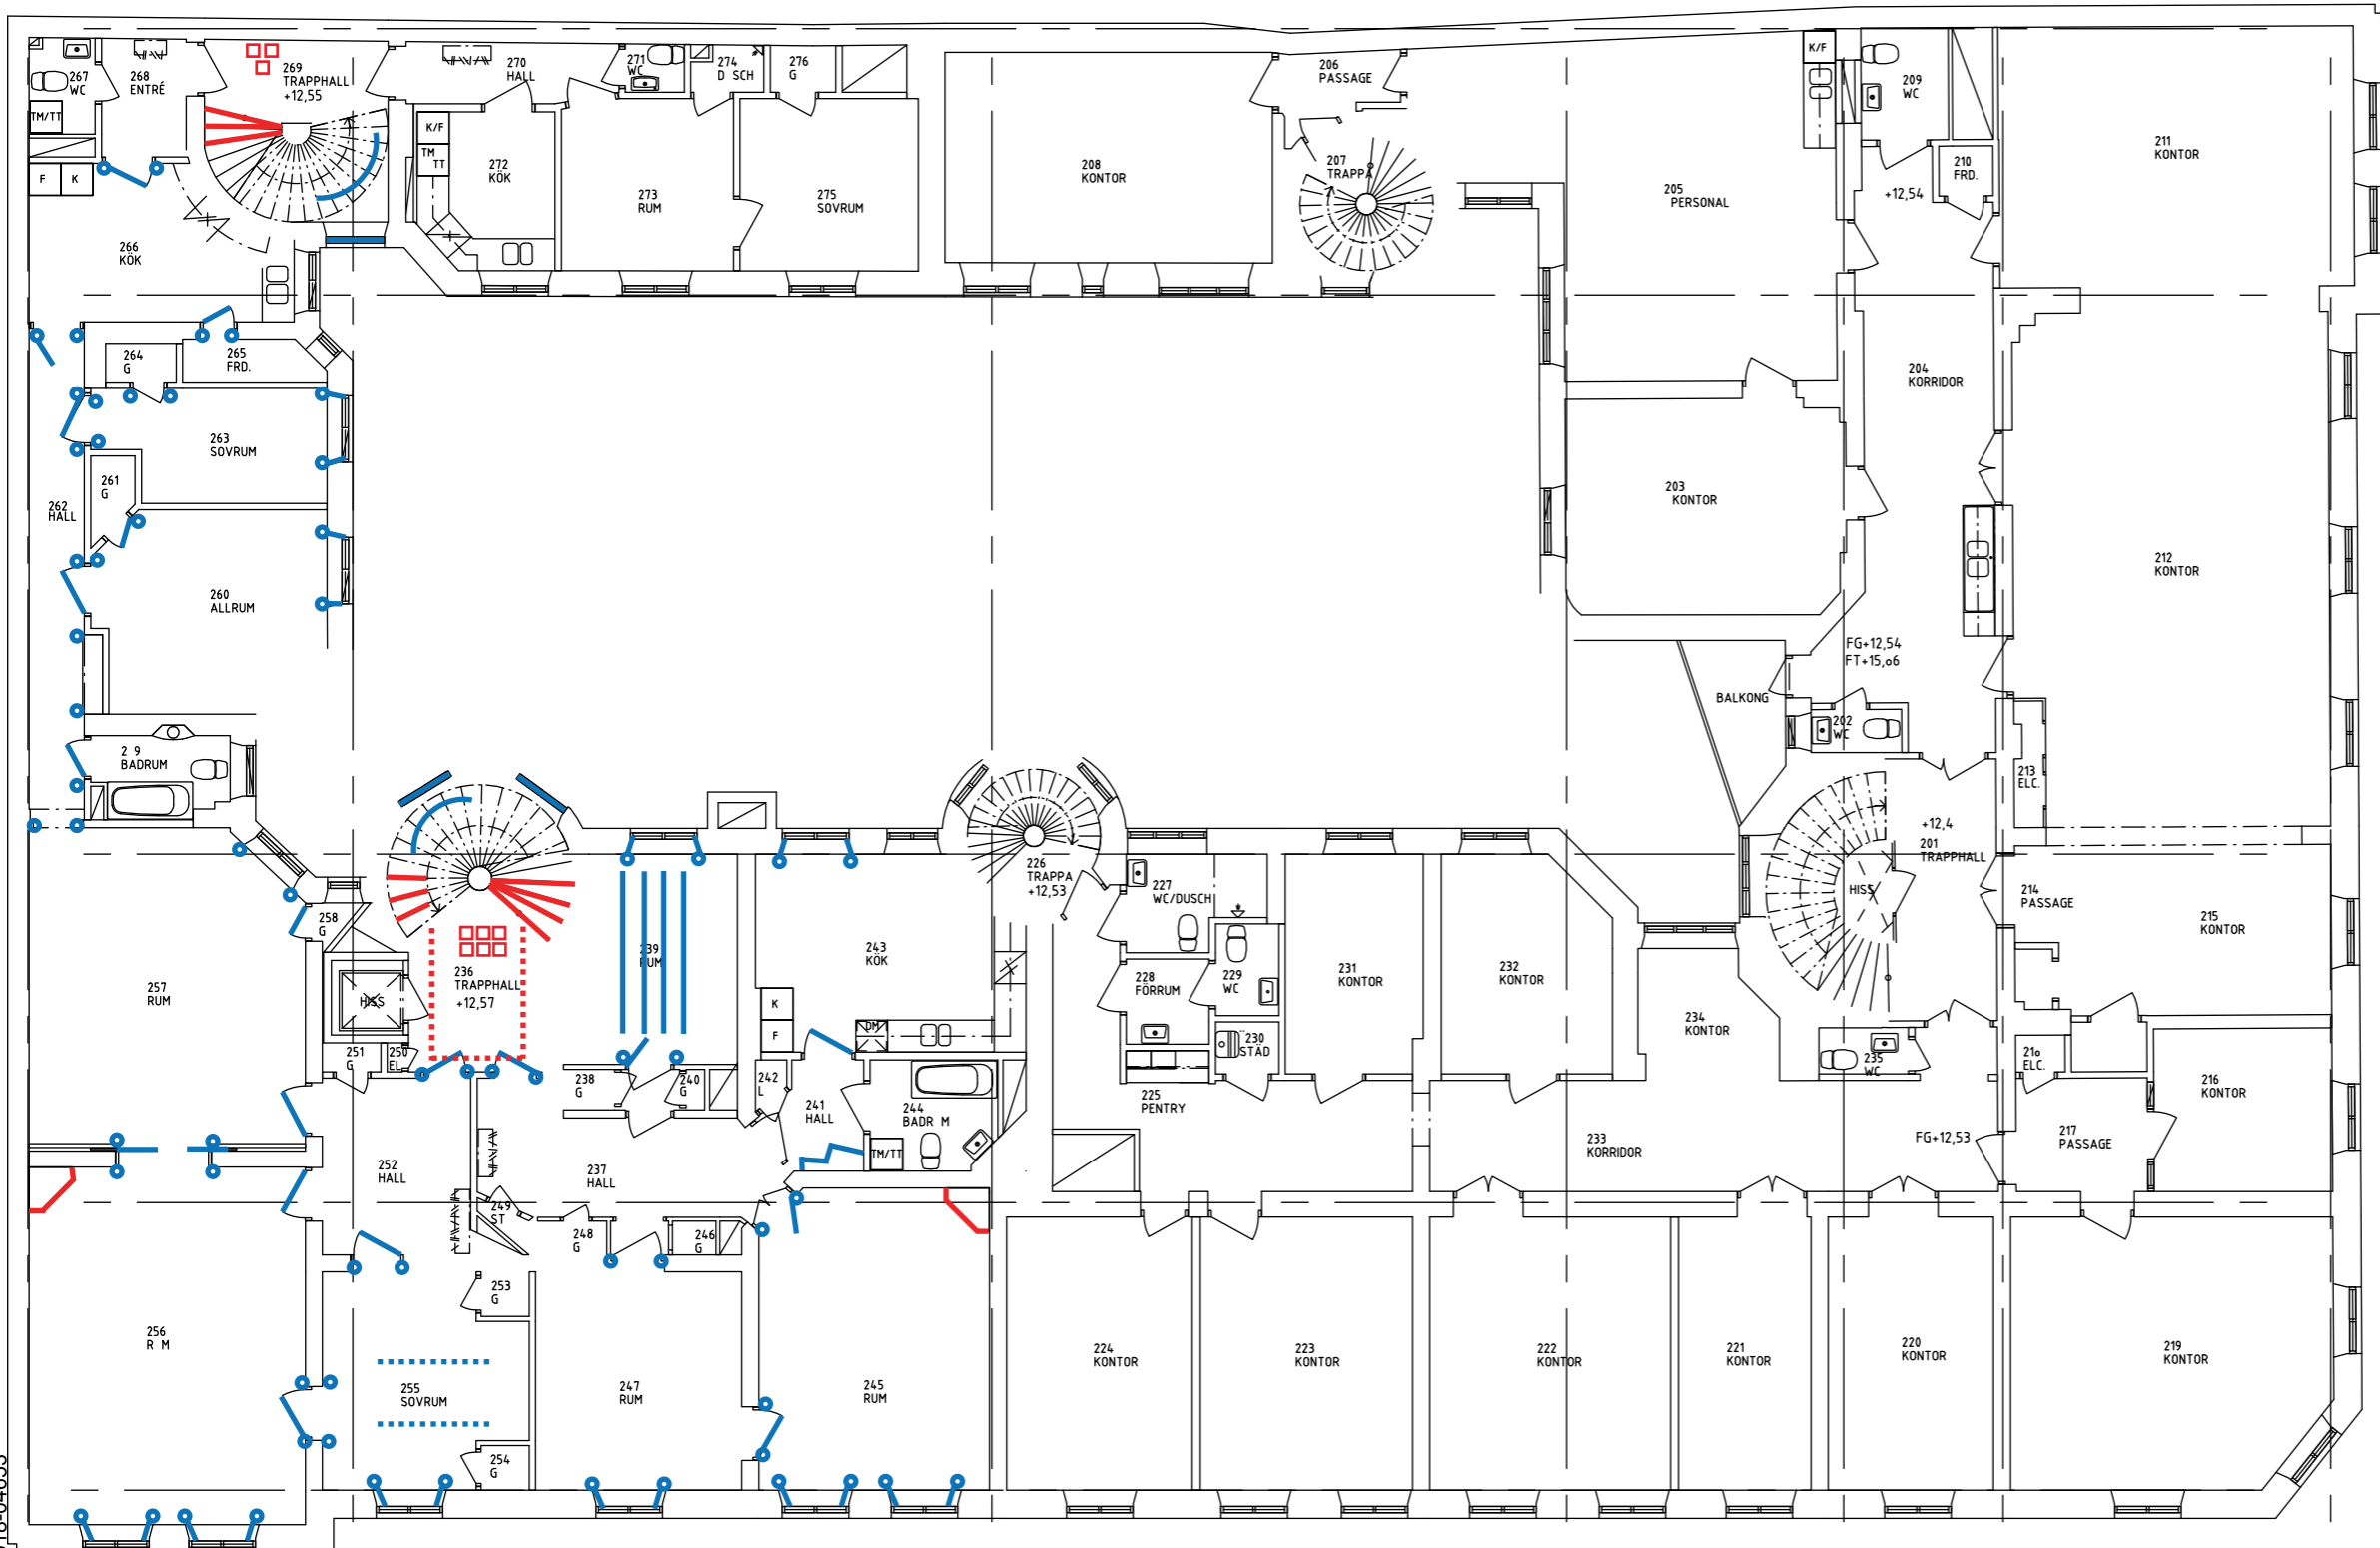 267
WC
TM/TT
F
K
268
ENTRÉ
269
TRAPPHALL
+12,55
270
HALL
271
WC
274
D SCH
276
G
K/F
TM
TT
272
KÖK
273
RUM
275
SOVRUM
208
KONTOR
206
PASSAGE
207
TRAPPA
205
PERSONAL
K/F
209
WC
210
FRD.
+12,54
211
KONTOR
266
KÖK
264
G
265
FRD.
263
SOVRUM
261
G
262
HALL
260
ALLRUM
2 9
BADRUM
204
KORRIDOR
203
KONTOR
212
KONTOR
FG+12,54
FT+15,06
BALKONG
202
WC
213
ELC.
+12,4
201
TRAPPHALL
HISS
214
PASSAGE
215
KONTOR
258
G
257
RUM
HISS
251
G
250
EL
236
TRAPPHALL
+12,57
239
RUM
238
G
240
G
242
L
243
KÖK
K
F
DM
241
HALL
244
BADR M
TM/TT
226
TRAPPA
+12,53
227
WC/DUSCH
228
FÖRRUM
229
WC
230
STÄD
225
PENTRY
231
KONTOR
232
KONTOR
234
KONTOR
235
WC
233
KORRIDOR
FG+12,53
21o
ELC.
216
KONTOR
217
PASSAGE
252
HALL
237
HALL
249
ST
248
G
246
G
253
G
254
G
255
SOVRUM
256
R M
247
RUM
245
RUM
224
KONTOR
223
KONTOR
222
KONTOR
221
KONTOR
220
KONTOR
219
KONTOR